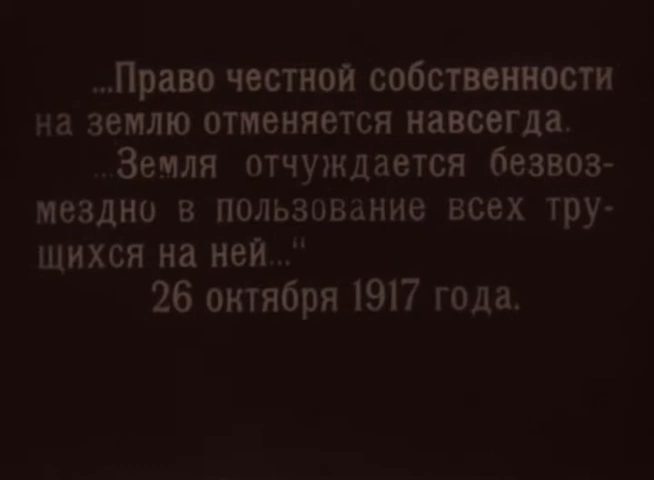 ...Право честной собственности
на землю отменяется навсегда.
...Земля отчуждается безвоз-
мездно в пользование всех тру-
щихся на ней..."
26 октября 1917 года.